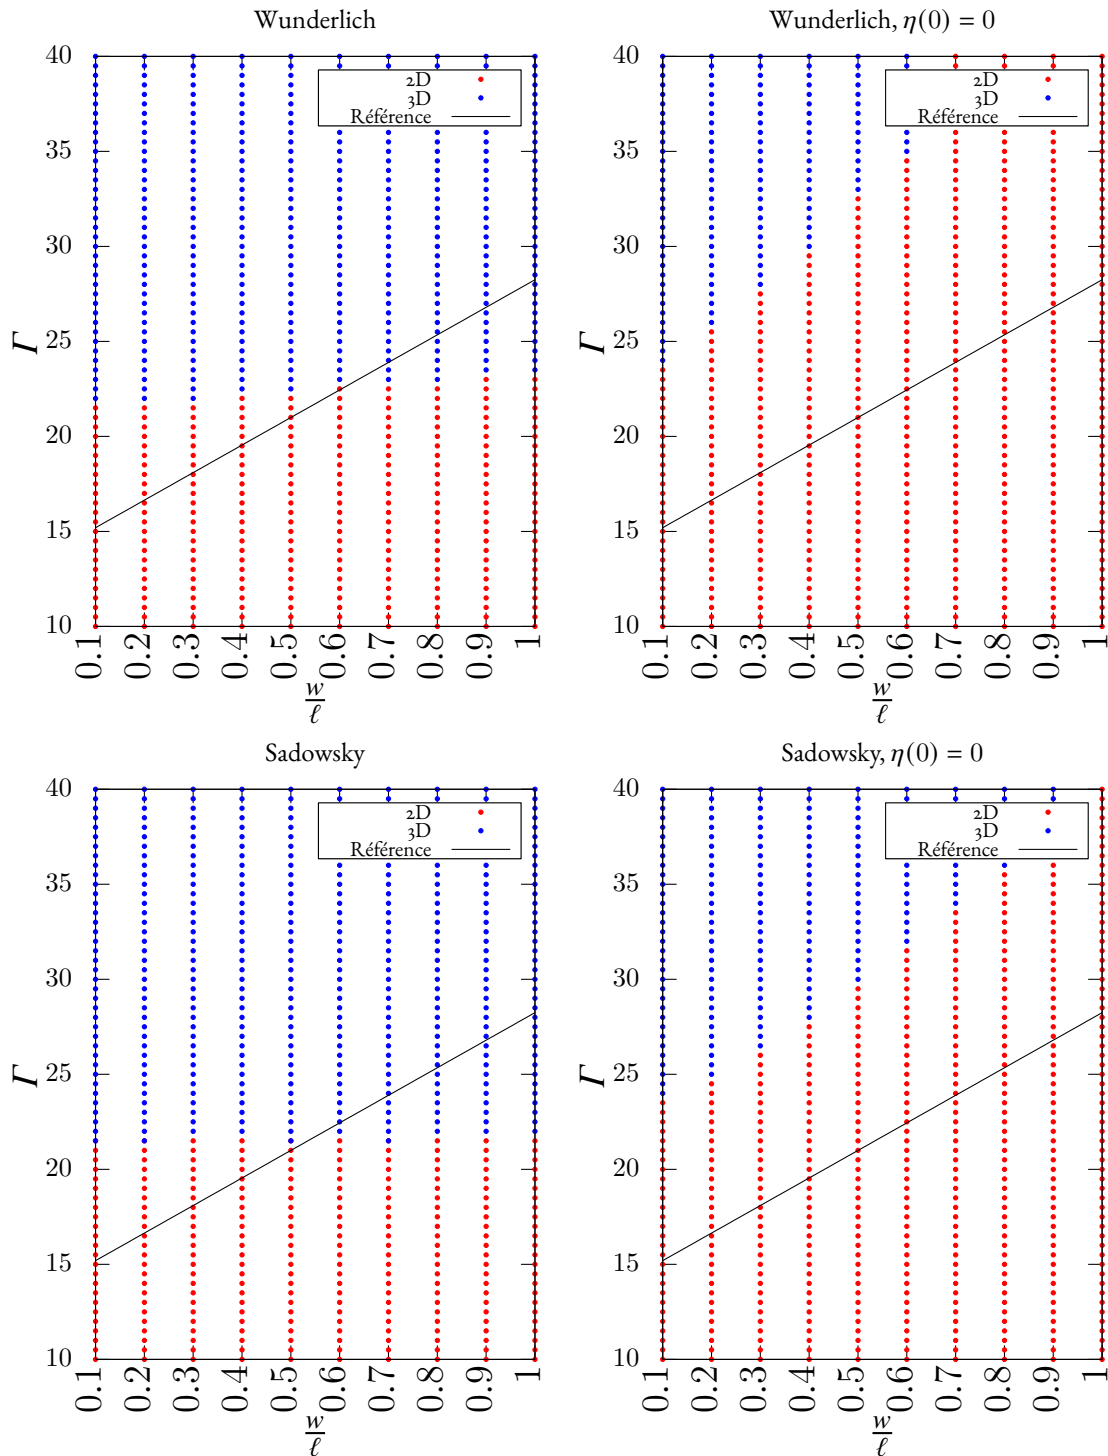 Wunderlich
40
35
30
25
20
15
10
Γ
2D
3D
Référence
0.1
0.2
0.3
0.4
0.5
0.6
0.7
0.8
0.9
1
w
ℓ
Wunderlich, η(0) = 0
40
35
30
25
20
15
10
Γ
2D
3D
Référence
0.1
0.2
0.3
0.4
0.5
0.6
0.7
0.8
0.9
1
w
ℓ
Sadowsky
40
35
30
25
20
15
10
Γ
2D
3D
Référence
0.1
0.2
0.3
0.4
0.5
0.6
0.7
0.8
0.9
1
w
ℓ
Sadowsky, η(0) = 0
40
35
30
25
20
15
10
Γ
2D
3D
Référence
0.1
0.2
0.3
0.4
0.5
0.6
0.7
0.8
0.9
1
w
ℓ